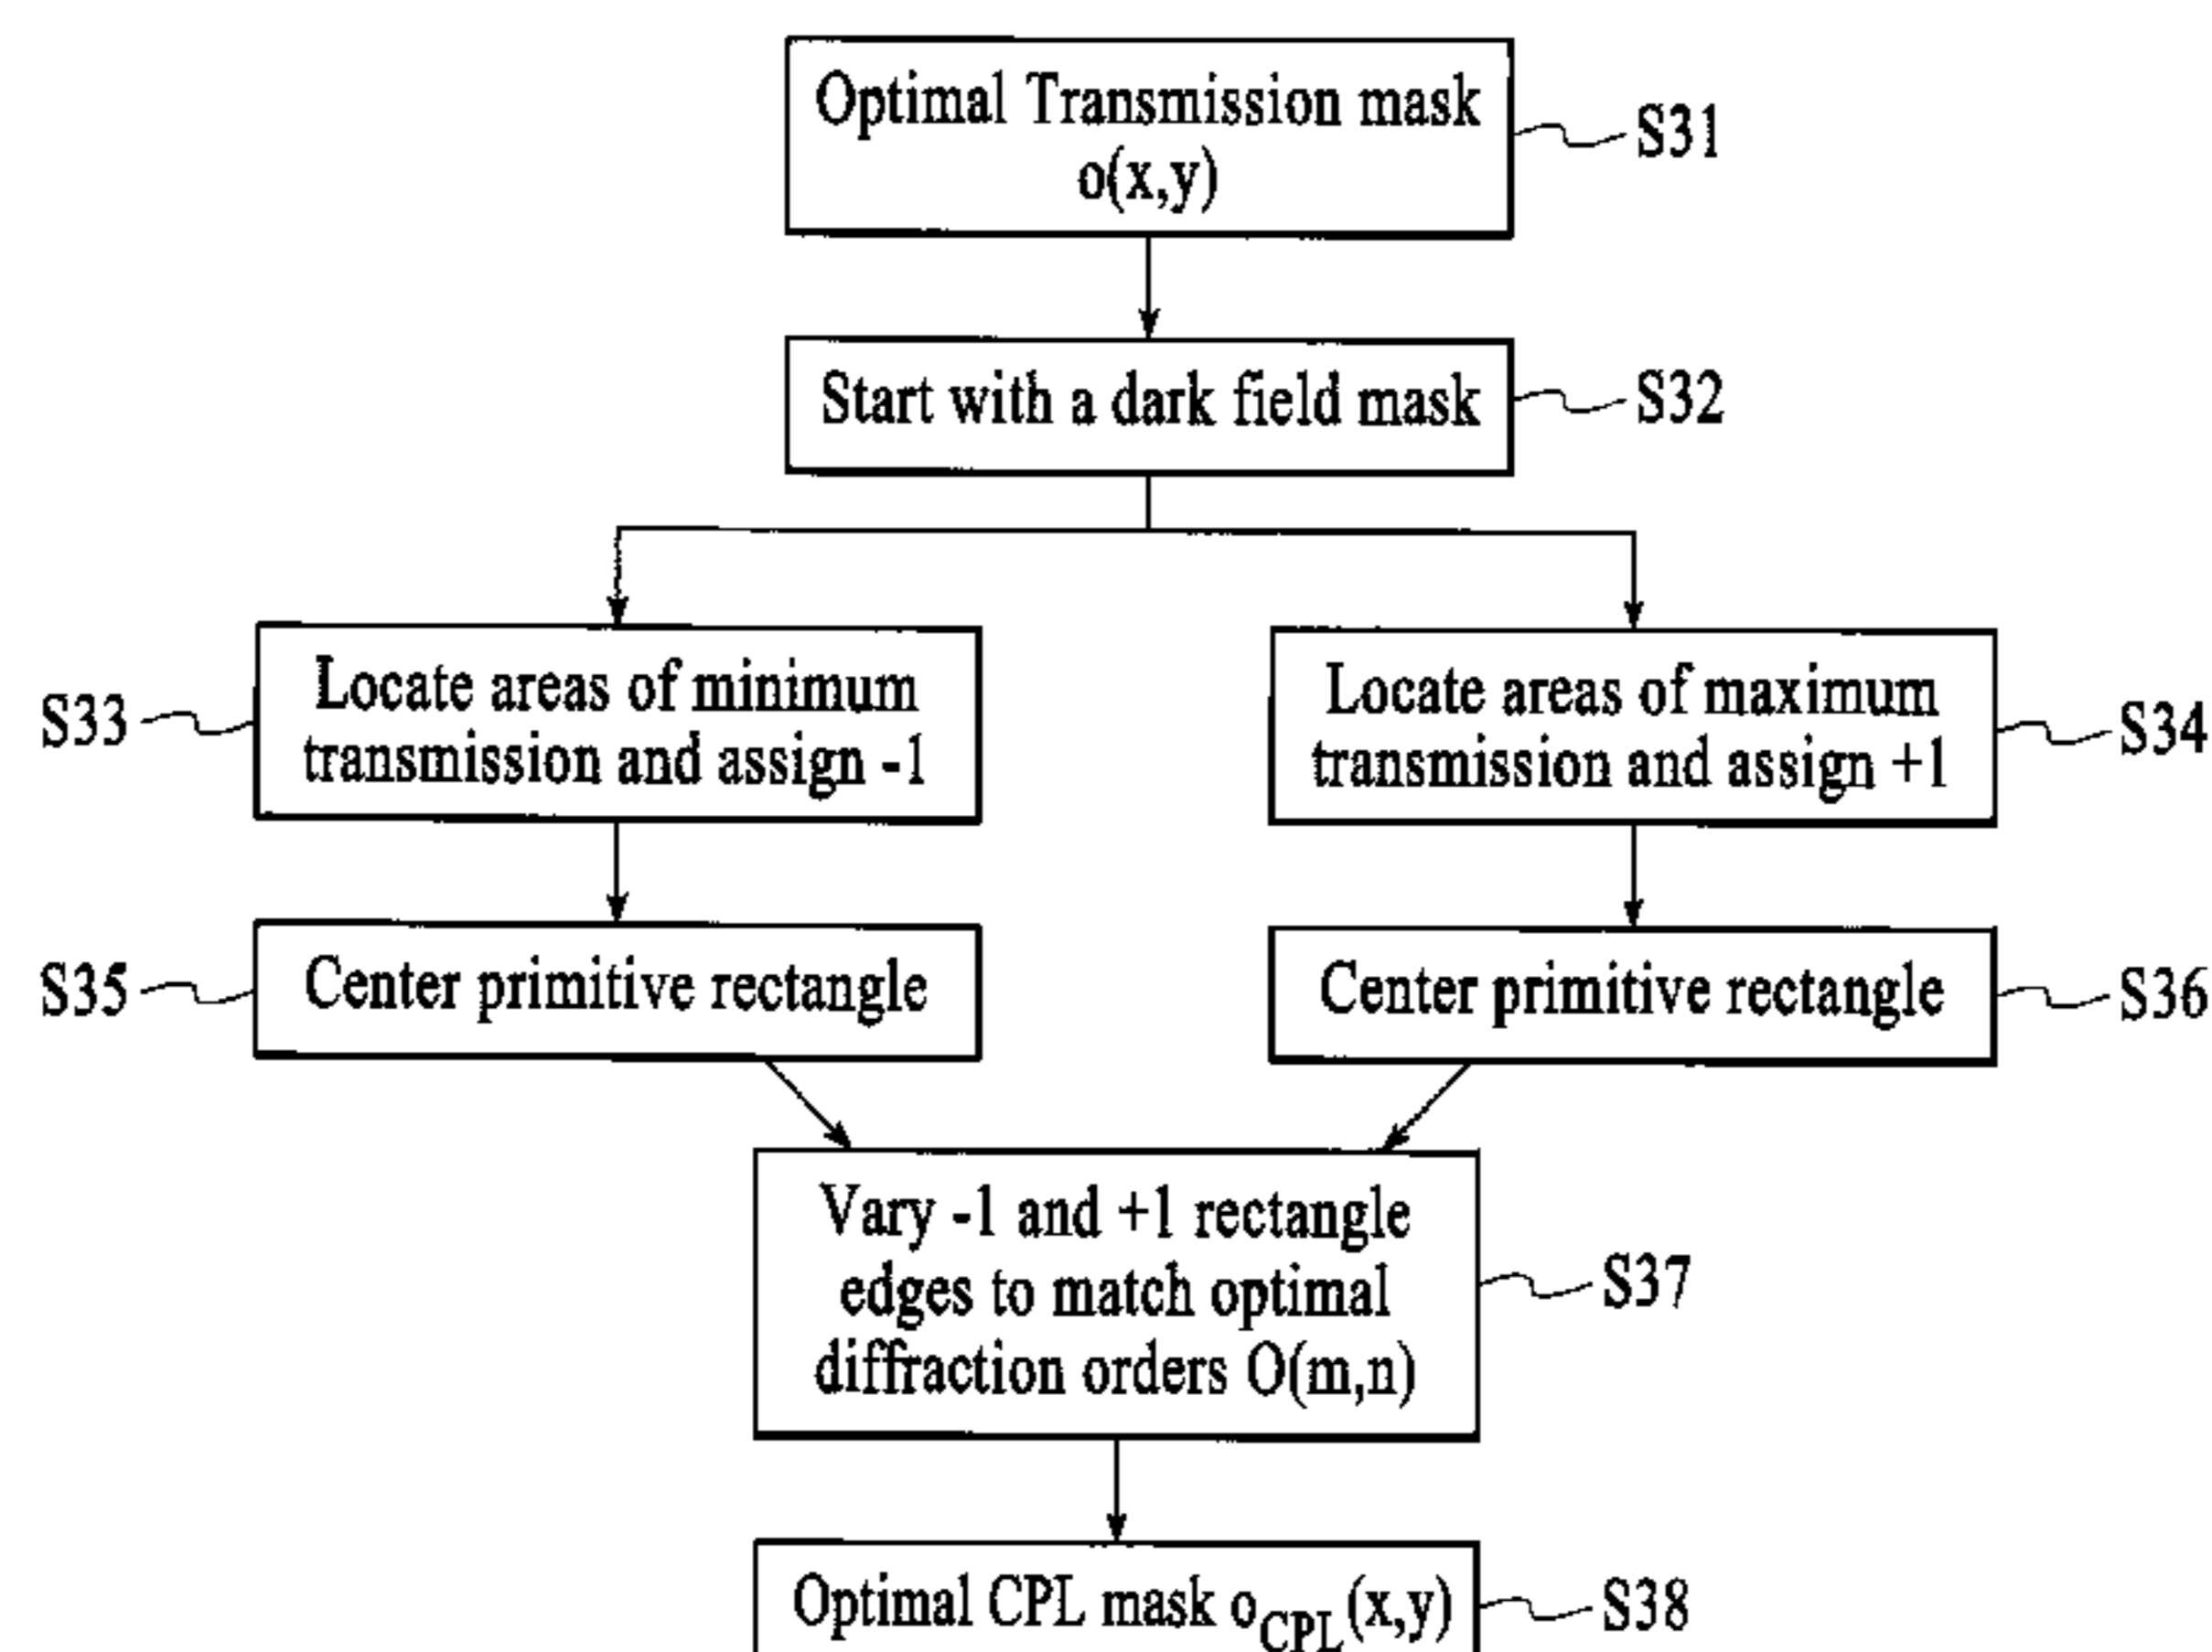 Optimal Transmission mask
o(x,y)
S31
Start with a dark field mask
S32
Locate areas of minimum
transmission and assign -1
S33
Locate areas of maximum
transmission and assign +1
S34
Center primitive rectangle
S35
Center primitive rectangle
S36
Vary -1 and +1 rectangle
edges to match optimal
diffraction orders O(m,n)
S37
Optimal CPL mask oCPL(x,y)
S38